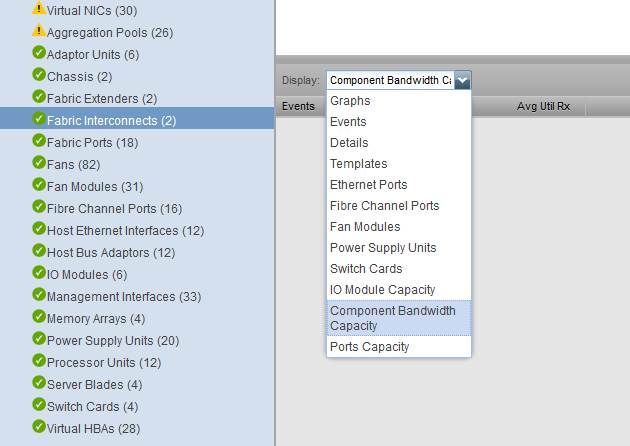 Virtual NICs (30)
Aggregation Pools (26)
Adaptor Units (6)
Chassis (2)
Fabric Extenders (2)
Fabric Interconnects (2)
Fabric Ports (18)
Fans (82)
Fan Modules (31)
Fibre Channel Ports (16)
Host Ethernet Interfaces (12)
Host Bus Adaptors (12)
IO Modules (6)
Management Interfaces (33)
Memory Arrays (4)
Power Supply Units (20)
Processor Units (12)
Server Blades (4)
Switch Cards (4)
Virtual HBAs (28)
Display: Component Bandwidth Ca
Events Avg Util Rx
Graphs
Events
Details
Templates
Ethernet Ports
Fibre Channel Ports
Fan Modules
Power Supply Units
Switch Cards
IO Module Capacity
Component Bandwidth
Capacity
Ports Capacity